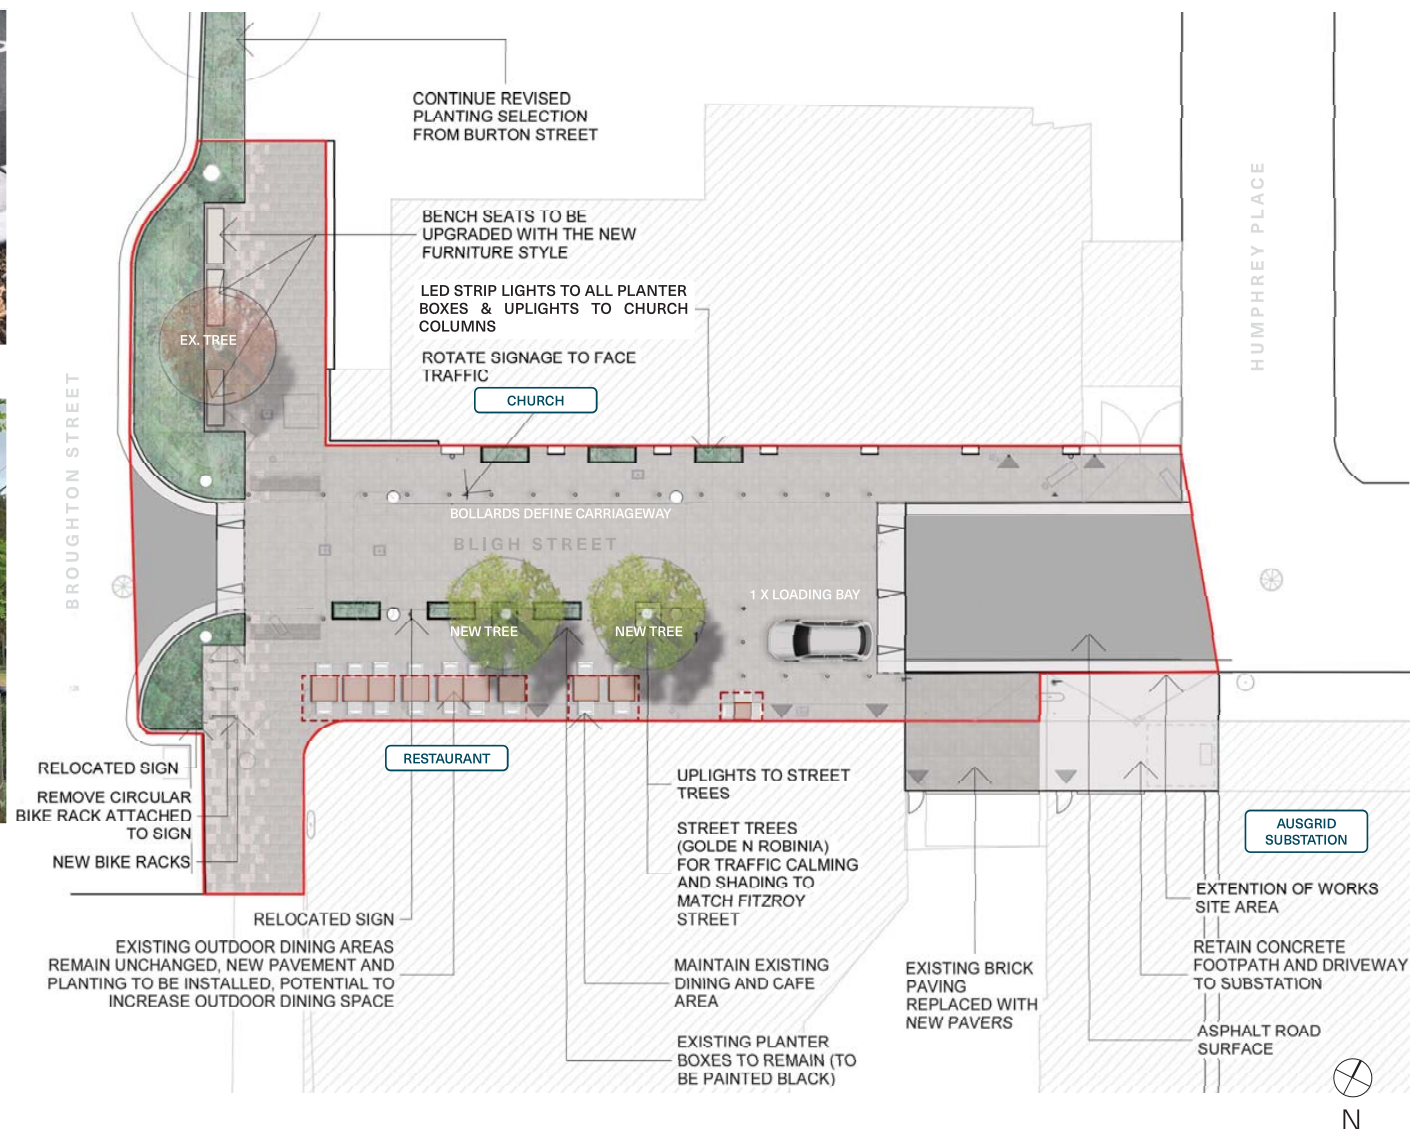 CONTINUE REVISED
PLANTING SELECTION
FROM BURTON STREET
BENCH SEATS TO BE
UPGRADED WITH THE NEW
FURNITURE STYLE
LED STRIP LIGHTS TO ALL PLANTER
BOXES & UPLIGHTS TO CHURCH
COLUMNS
ROTATE SIGNAGE TO FACE
TRAFFIC
CHURCH
EX. TREE
BROUGHTON STREET
HUMPHREY PLACE
BOLLARDS DEFINE CARRIAGEWAY
BLIGH STREET
1 X LOADING BAY
NEW TREE
NEW TREE
RESTAURANT
RELOCATED SIGN
REMOVE CIRCULAR
BIKE RACK ATTACHED
TO SIGN
NEW BIKE RACKS
RELOCATED SIGN
EXISTING OUTDOOR DINING AREAS
REMAIN UNCHANGED, NEW PAVEMENT AND
PLANTING TO BE INSTALLED, POTENTIAL TO
INCREASE OUTDOOR DINING SPACE
UPLIGHTS TO STREET
TREES
STREET TREES
(GOLDE N ROBINIA)
FOR TRAFFIC CALMING
AND SHADING TO
MATCH FITZROY
STREET
MAINTAIN EXISTING
DINING AND CAFE
AREA
EXISTING PLANTER
BOXES TO REMAIN (TO
BE PAINTED BLACK)
EXISTING BRICK
PAVING
REPLACED WITH
NEW PAVERS
AUSGRID
SUBSTATION
EXTENTION OF WORKS
SITE AREA
RETAIN CONCRETE
FOOTPATH AND DRIVEWAY
TO SUBSTATION
ASPHALT ROAD
SURFACE
N